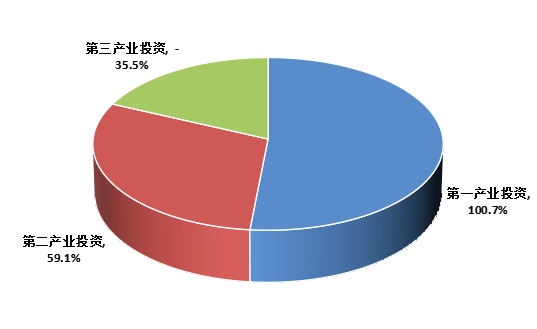 第三产业投资, -
35.5%
第一产业投资,
100.7%
第二产业投资,
59.1%